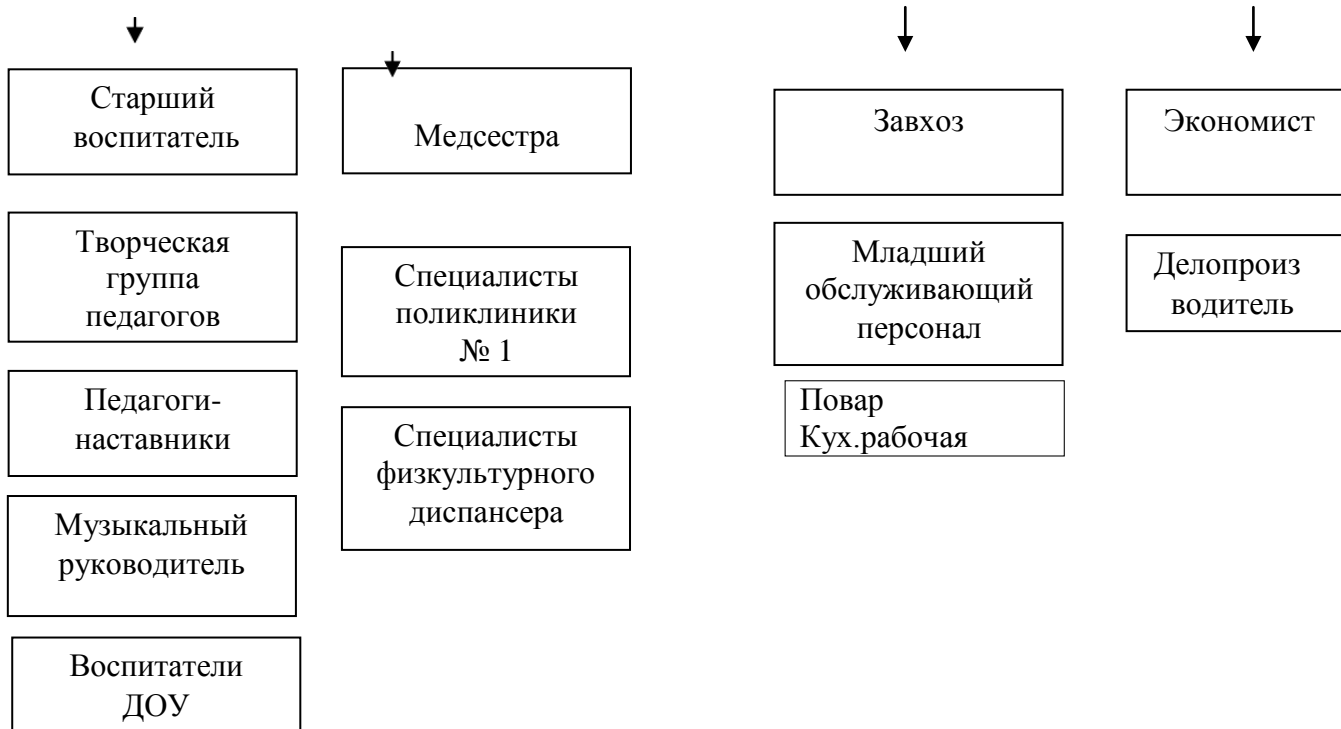 Старший
воспитатель
Творческая
группа
педагогов
Педагоги-
наставники
Музыкальный
руководитель
Воспитатели
ДОУ
Медсестра
Специалисты
поликлиники
№ 1
Специалисты
физкультурного
диспансера
Завхоз
Младший
обслуживающий
персонал
Повар
Кух.рабочая
Экономист
Делопроиз
водитель